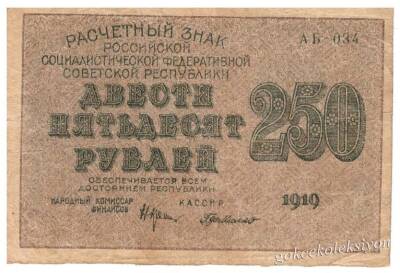 РАСЧЕТНЫЙ ЗНАК
АБ-034
РОССИЙСКОЙ
СОЦИАЛИСТИЧЕСКОЙ ФЕДЕРАТИВНОЙ
СОВЕТСКОЙ РЕСПУБЛИКИ
ДВЕСТИ
ПЯТЬДЕСЯТ
РУБЛЕЙ
250
ОБЕСПЕЧИВАЕТСЯ ВСЕМ
ДОСТОЯНИЕМ РЕСПУБЛИКИ
НАРОДНЫЙ КОМИССАР
ФИНАНСОВ
КАССИР
1919
gokcekoleksiyon